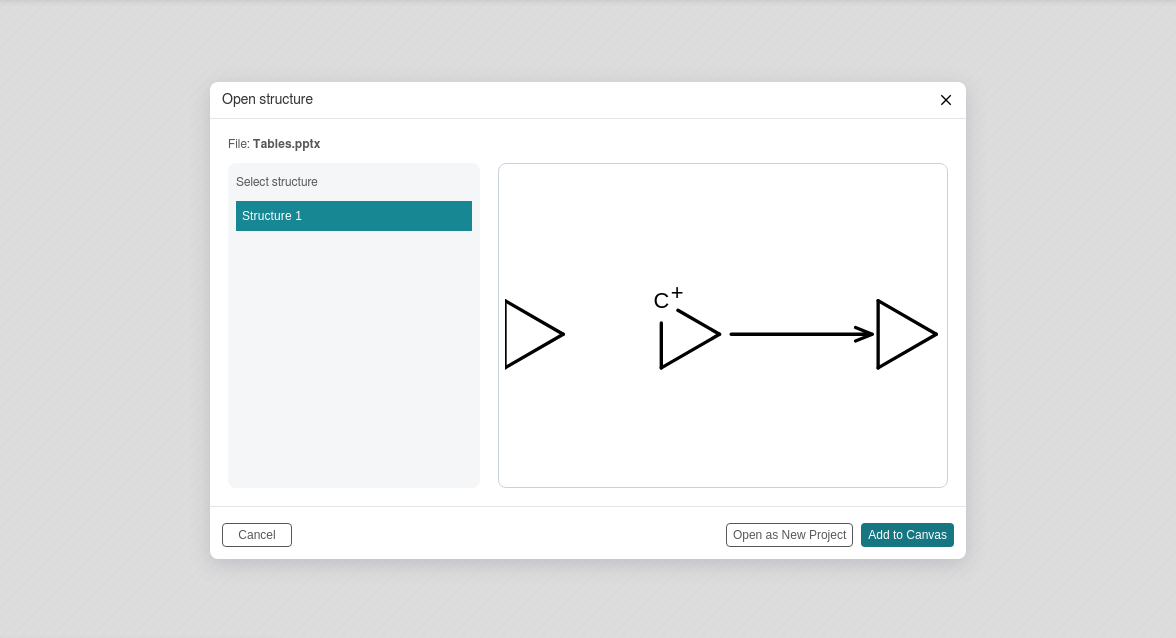 Open structure
File: Tables.pptx
Select structure
Structure 1
C+
Cancel
Open as New Project
Add to Canvas